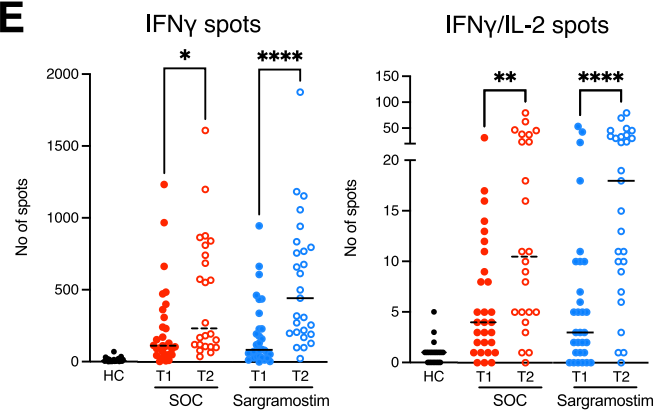 E
IFNγ spots
No of spots
2000
1500
1000
500
0
*
****
HC
T1
T2
T1
T2
SOC
Sargramostim
IFNγ/IL-2 spots
No of spots
150
100
50
20
15
10
5
0
**
****
HC
T1
T2
T1
T2
SOC
Sargramostim